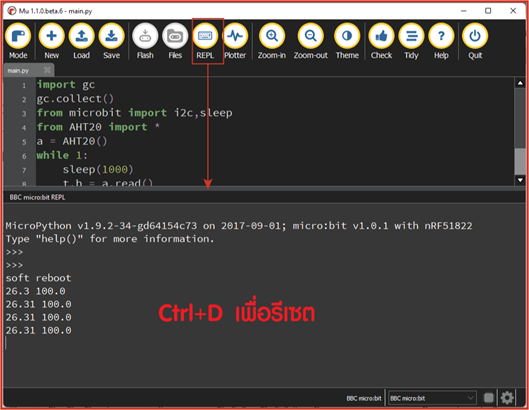 Mu 1.1.0.beta.6 - main.py
Mode New Load Save Flash Files REPL Plotter Zoom-in Zoom-out Theme Check Tidy Help Quit
main.py
1 import gc
2 gc.collect()
3 from microbit import i2c,sleep
4 from AHT20 import *
5 a = AHT20()
6 while 1:
7 sleep(1000)
8 t,h = a.read()
BBC micro:bit REPL
MicroPython v1.9.2-34-gd64154c73 on 2017-09-01; micro:bit v1.0.1 with nRF51822
Type "help()" for more information.
>>>
>>>
soft reboot
26.3 100.0
26.31 100.0
26.31 100.0
26.31 100.0
Ctrl+D เพื่อรีเซต
BBC micro:bit BBC micro:bit